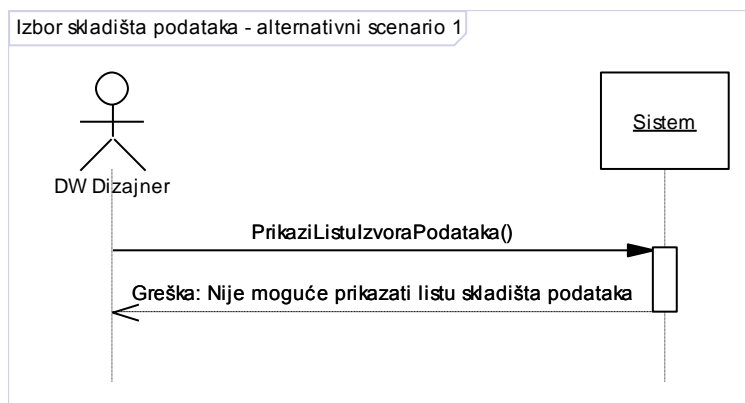 Izbor skladišta podataka - alternativni scenario 1
Sistem
DW Dizajner
PrikaziListuIzvoraPodataka()
Greška: Nije moguće prikazati listu skladišta podataka